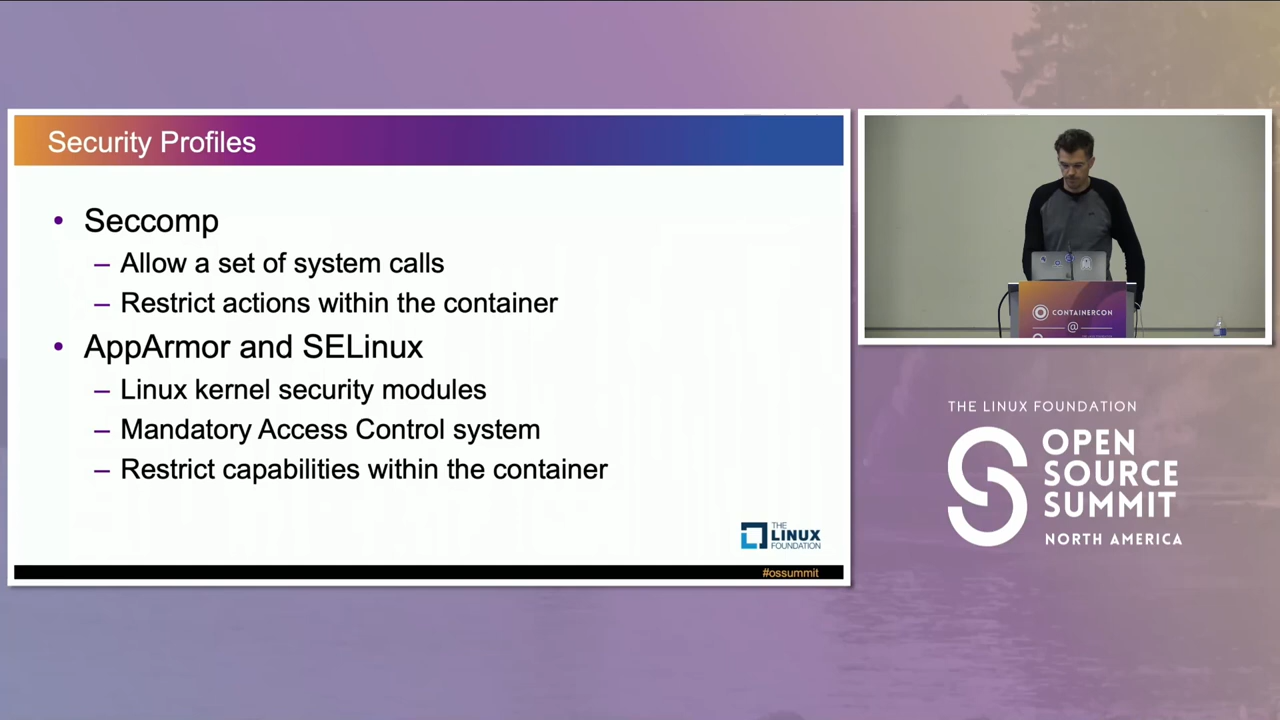 Security Profiles
• Seccomp
– Allow a set of system calls
– Restrict actions within the container
• AppArmor and SELinux
– Linux kernel security modules
– Mandatory Access Control system
– Restrict capabilities within the container
THE
LINUX
FOUNDATION
#ossummit
CONTAINERCON
@
THE LINUX FOUNDATION
OPEN
SOURCE
SUMMIT
NORTH AMERICA